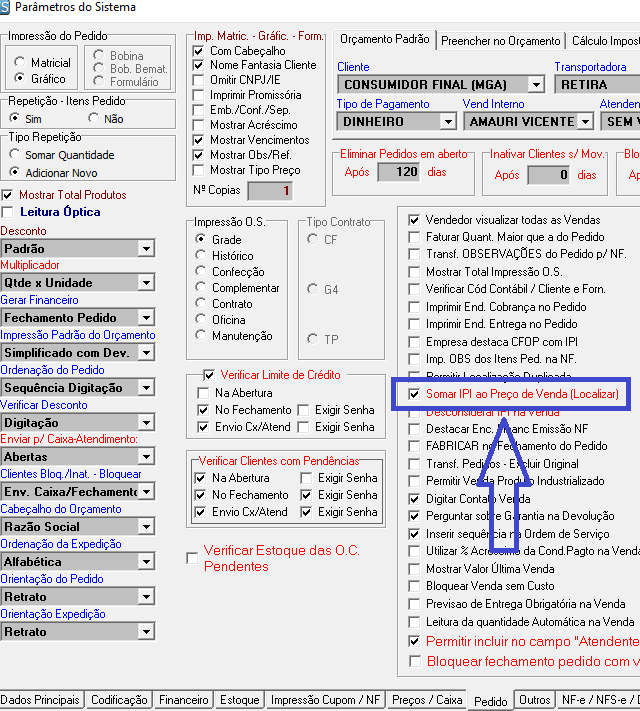 Parâmetros do Sistema
Impressão do Pedido
Matricial
Gráfico
Bobina
Bob. Bemat.
Formulário
Repetição - Itens Pedido
Sim
Não
Tipo Repetição
Somar Quantidade
Adicionar Novo
Mostrar Total Produtos
Leitura Óptica
Desconto
Padrão
Multiplicador
Qtde x Unidade
Gerar Financeiro
Fechamento Pedido
Impressão Padrão do Orçamento
Simplificado com Dev.
Ordenação do Pedido
Sequência Digitação
Verificar Desconto
Digitação
Enviar p/ Caixa-Atendimento:
Abertas
Clientes Bloq./Inat. - Bloquear
Env. Caixa/Fechamento
Cabeçalho do Orçamento
Razão Social
Ordenação da Expedição
Alfabética
Orientação do Pedido
Retrato
Orientação Expedição
Retrato
Imp. Matric. - Gráfic. - Form.
Com Cabeçalho
Nome Fantasia Cliente
Omitir CNPJ/IE
Imprimir Promissória
Emb./Conf./Sep.
Mostrar Acréscimo
Mostrar Vencimentos
Mostrar Obs/Ref.
Mostrar Tipo Preço
Nº Copias 1
Impressão O.S.
Grade
Histórico
Confecção
Complementar
Contrato
Oficina
Manutenção
Tipo Contrato
CF
G4
TP
Verificar Limite de Crédito
Na Abertura
No Fechamento Exigir Senha
Envio Cx/Atend Exigir Senha
Verificar Clientes com Pendências
Na Abertura Exigir Senha
No Fechamento Exigir Senha
Envio Cx/Atend Exigir Senha
Verificar Estoque das O.C.
Pendentes
Orçamento Padrão Preencher no Orçamento Cálculo Impost
Cliente Transportadora
CONSUMIDOR FINAL (MGA) RETIRA
Tipo de Pagamento Vend Interno Atenden
DINHEIRO AMAURI VICENTE SEM V
Eliminar Pedidos em aberto
Após 120 dias
Inativar Clientes s/ Mov.
Após 0 dias
Blo
Ap
Vendedor visualizar todas as Vendas
Faturar Quant. Maior que a do Pedido
Transf. OBSERVAÇÕES do Pedido p/ NF.
Mostrar Total Impressão O.S.
Verificar Cód Contábil / Cliente e Forn.
Imprimir End. Cobrança no Pedido
Imprimir End. Entrega no Pedido
Empresa destaca CFOP com IPI
Imp. OBS dos Itens Ped. na NF.
Permitir Localização Duplicada
Somar IPI ao Preço de Venda (Localizar)
Desconsiderar IPI na Venda
Destacar Enc. Financ Emissão NF
FABRICAR no Fechamento do Pedido
Transf. Pedidos - Excluir Original
Permitir Venda Produto Industrializado
Digitar Contato Venda
Perguntar sobre Garantia na Devolução
Inserir sequência na Ordem de Serviço
Utilizar % Acréscimo da Cond.Pagto na Venda
Mostrar Valor Última Venda
Bloquear Venda sem Custo
Previsao de Entrega Obrigatória na Venda
Leitura da quantidade Automática na Venda
Permitir incluir no campo "Atendente
Bloquear fechamento pedido com v
Dados Principais Codificação Financeiro Estoque Impressão Cupom / NF Preços / Caixa Pedido Outros NF-e / NFS-e / D